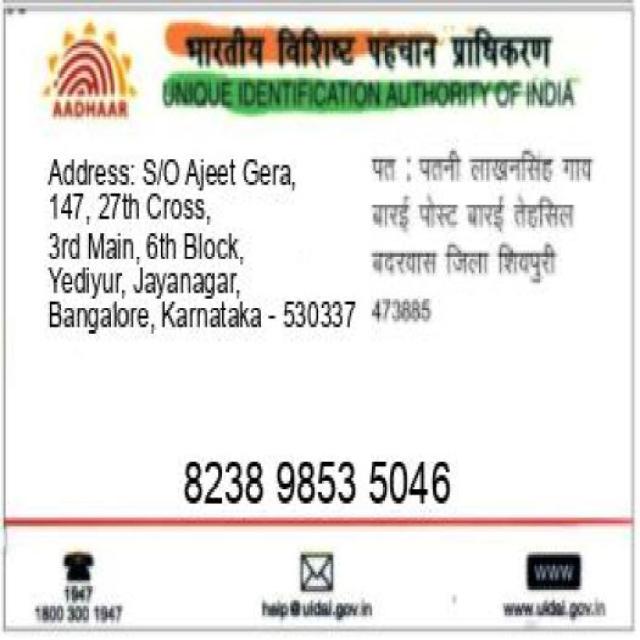 भारतीय विशिष्ट पहचान प्राधिकरण
AADHAAR
UNIQUE IDENTIFICATION AUTHORITY OF INDIA
Address: S/O Ajeet Gera,
147, 27th Cross,
3rd Main, 6th Block,
Yediyur, Jayanagar,
Bangalore, Karnataka - 530337
पत : पतनी लाखनसिंह गाव
बारई पोस्ट बारई तेहसिल
बदरवास जिला शिवपुरी
473885
8238 9853 5046
1947
1800 300 1947
help@uidai.gov.in
www
www.uidai.gov.in